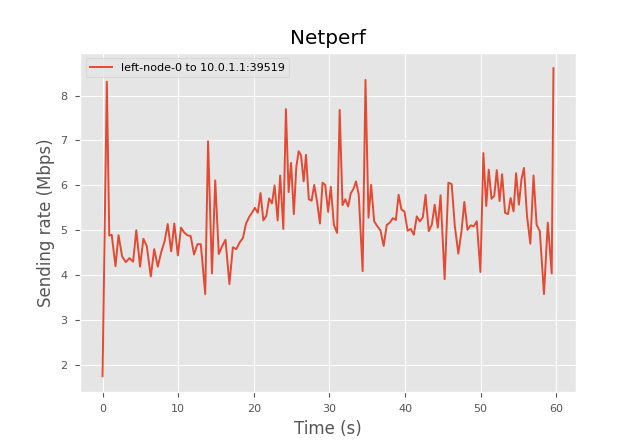 Netperf
left-node-0 to 10.0.1.1:39519
Sending rate (Mbps)
8
7
6
5
4
3
2
0 10 20 30 40 50 60
Time (s)